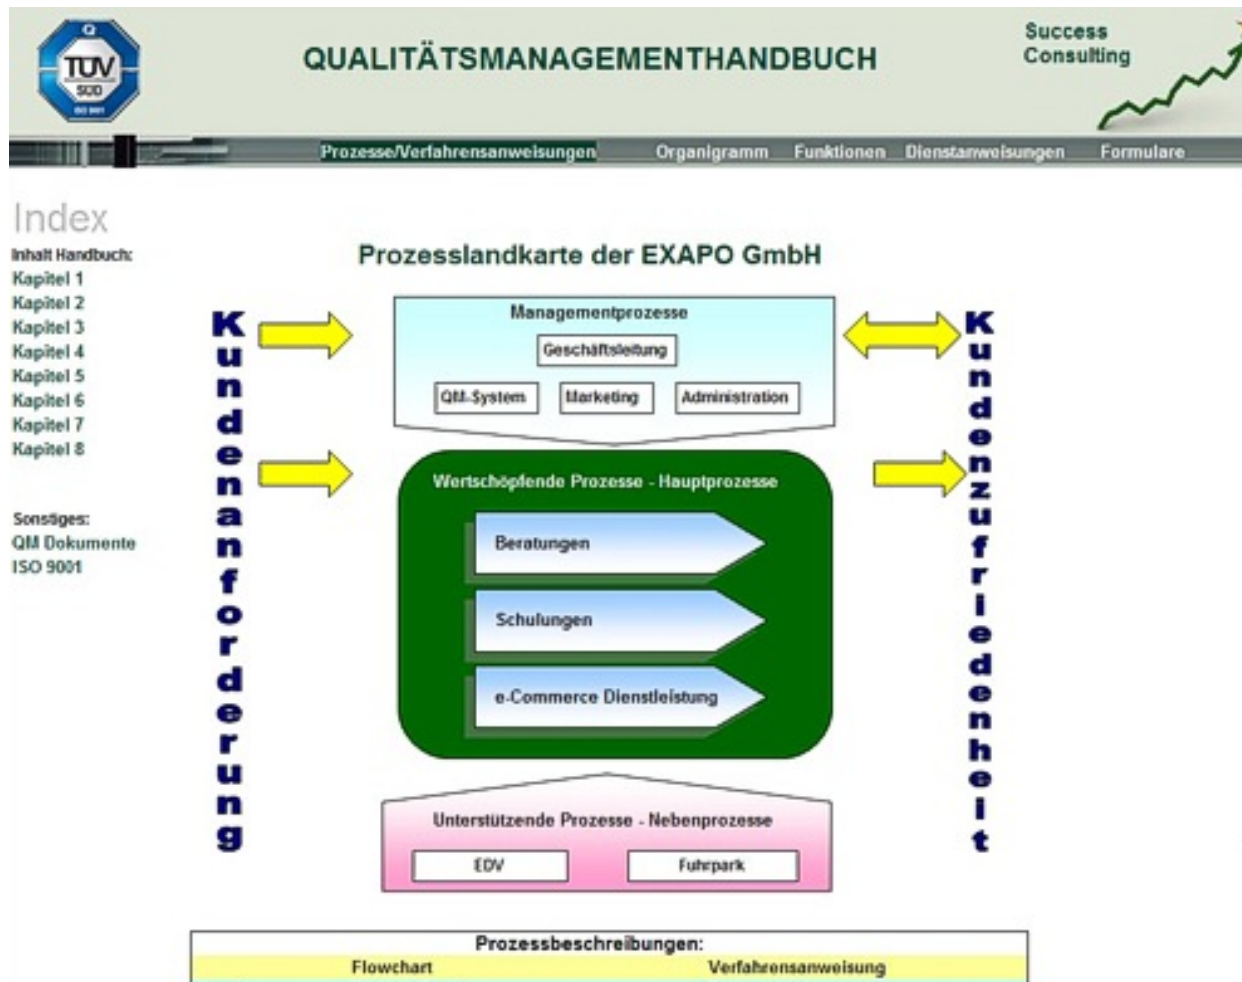 Q
TÜV
SÜD
ISO 9001
QUALITÄTSMANAGEMENTHANDBUCH
Success
Consulting
Prozesse/Verfahrensanweisungen Organigramm Funktionen Dienstanweisungen Formulare
Index
Inhalt Handbuch:
Kapitel 1
Kapitel 2
Kapitel 3
Kapitel 4
Kapitel 5
Kapitel 6
Kapitel 7
Kapitel 8
Sonstiges:
QM Dokumente
ISO 9001
Prozesslandkarte der EXAPO GmbH
Kundenanforderung
Managementprozesse
Geschäftsleitung
QM-System Marketing Administration
Wertschöpfende Prozesse - Hauptprozesse
Beratungen
Schulungen
e-Commerce Dienstleistung
Unterstützende Prozesse - Nebenprozesse
EDV Fuhrpark
Kundenzufriedenheit
Prozessbeschreibungen:
Flowchart Verfahrensanweisung